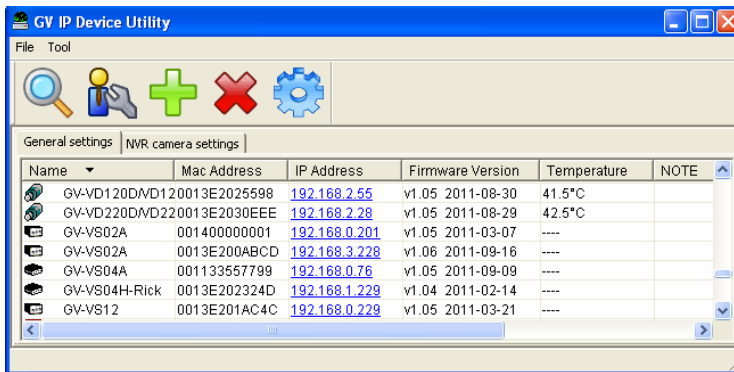 GV IP Device Utility
File Tool
General settings NVR camera settings
Name Mac Address IP Address Firmware Version Temperature NOTE
GV-VD120D/VD12 0013E2025598 192.168.2.55 v1.05 2011-08-30 41.5°C
GV-VD220D/VD22 0013E2030EEE 192.168.2.28 v1.05 2011-08-29 42.5°C
GV-VS02A 001400000001 192.168.0.201 v1.05 2011-03-07 ----
GV-VS02A 0013E200ABCD 192.168.3.228 v1.06 2011-09-16 ----
GV-VS04A 001133557799 192.168.0.76 v1.05 2011-09-09 ----
GV-VS04H-Rick 0013E202324D 192.168.1.229 v1.04 2011-02-14 ----
GV-VS12 0013E201AC4C 192.168.0.229 v1.05 2011-03-21 ----